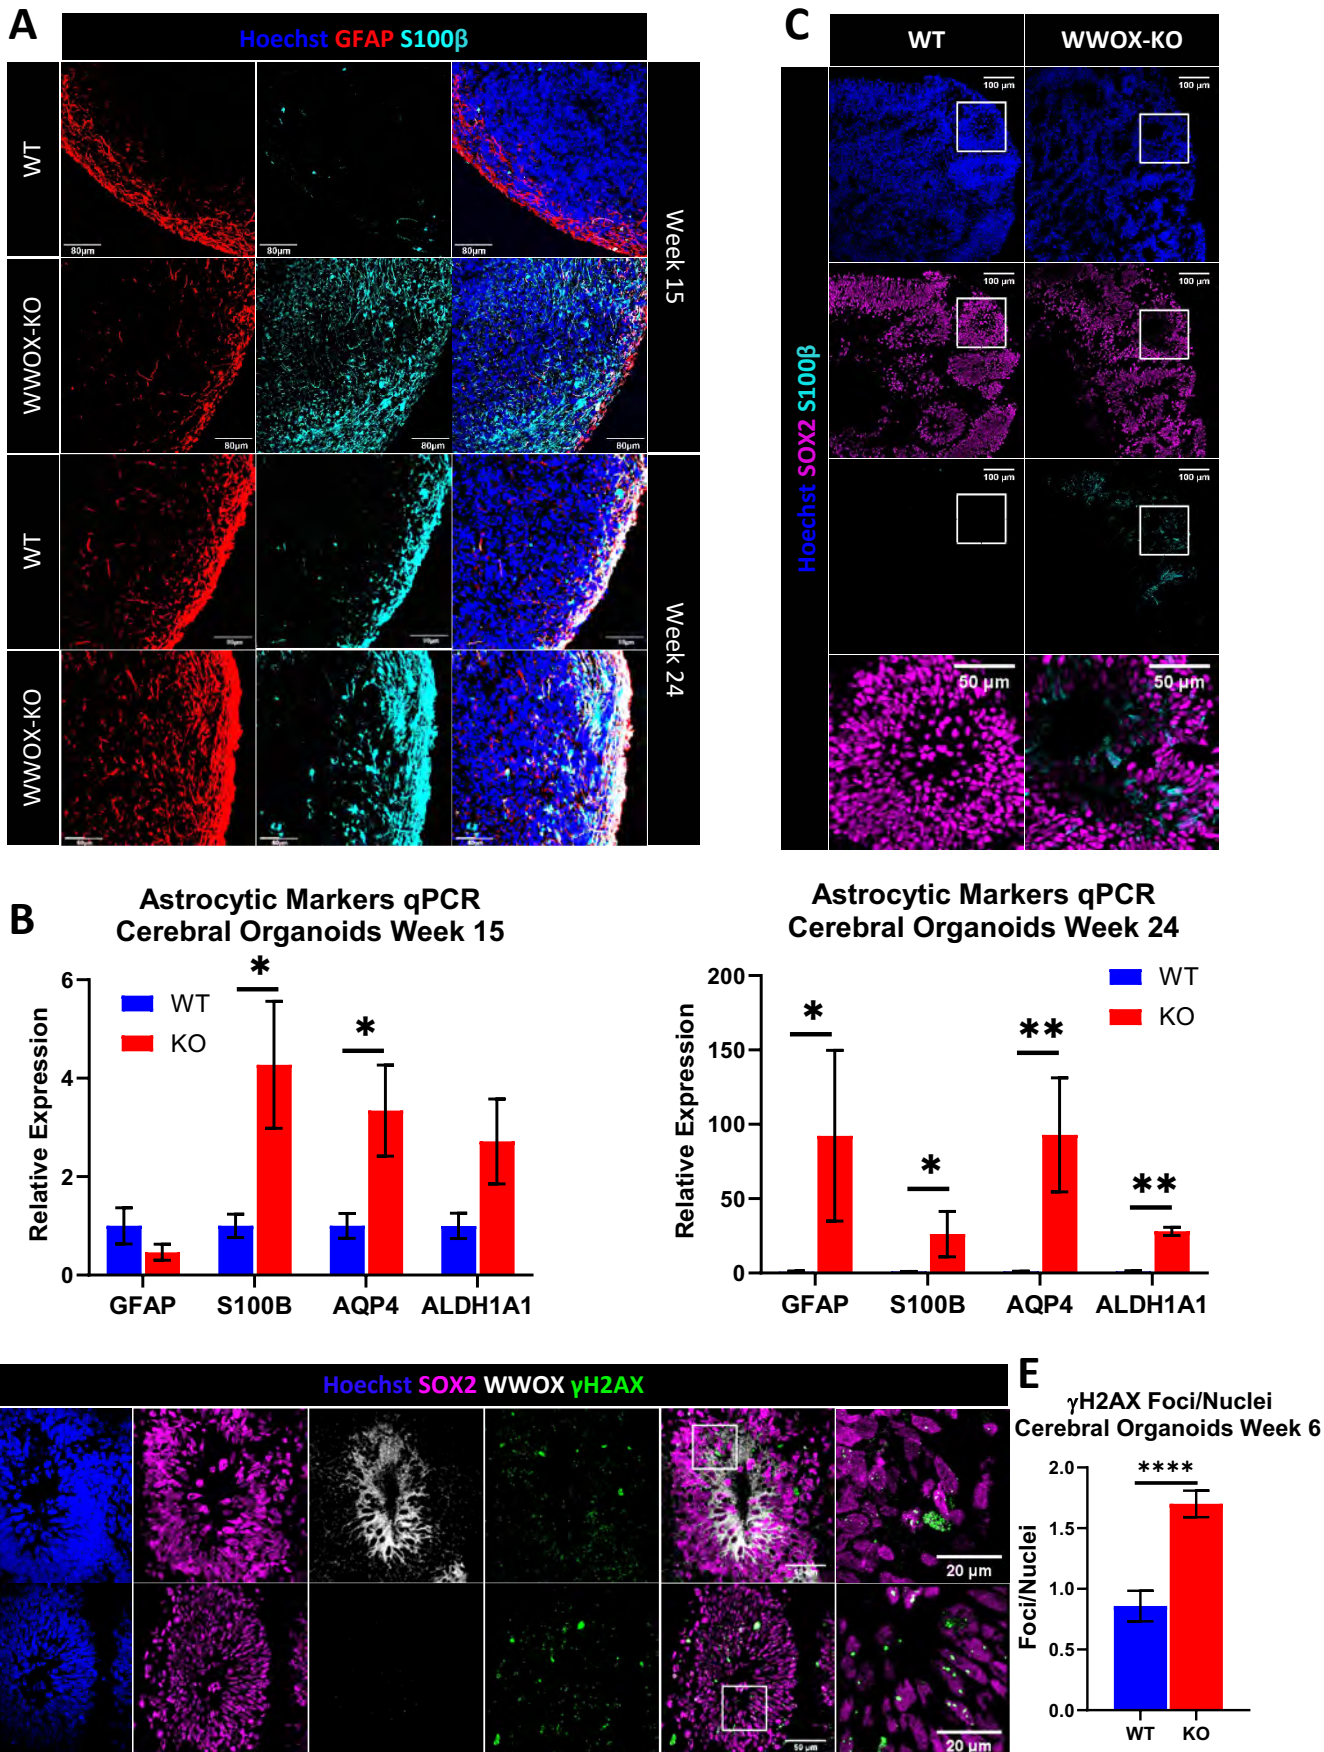 A
Hoechst GFAP S100β
WT
WWOX-KO
WT
WWOX-KO
Week 15
Week 24
80μm
80μm
80μm
80μm
80μm
80μm
C
WT
WWOX-KO
Hoechst SOX2 S100β
100 μm
100 μm
100 μm
100 μm
100 μm
100 μm
50 μm
50 μm
B
Astrocytic Markers qPCR
Cerebral Organoids Week 15
Relative Expression
6
4
2
0
WT
KO
*
*
GFAP
S100B
AQP4
ALDH1A1
Astrocytic Markers qPCR
Cerebral Organoids Week 24
Relative Expression
200
150
100
50
0
WT
KO
*
*
**
**
GFAP
S100B
AQP4
ALDH1A1
Hoechst SOX2 WWOX γH2AX
20 μm
50 μm
20 μm
E
γH2AX Foci/Nuclei
Cerebral Organoids Week 6
Foci/Nuclei
2.0
1.5
1.0
0.5
0.0
****
WT
KO